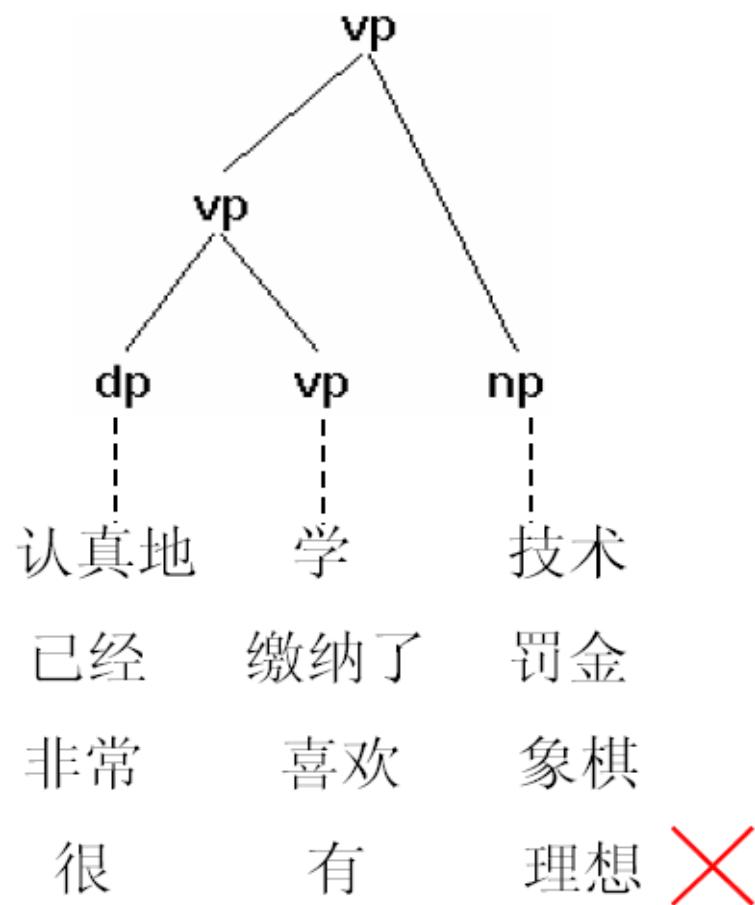 vp
vp
dp vp np
认真地 学 技术
已经 缴纳了 罚金
非常 喜欢 象棋
很 有 理想